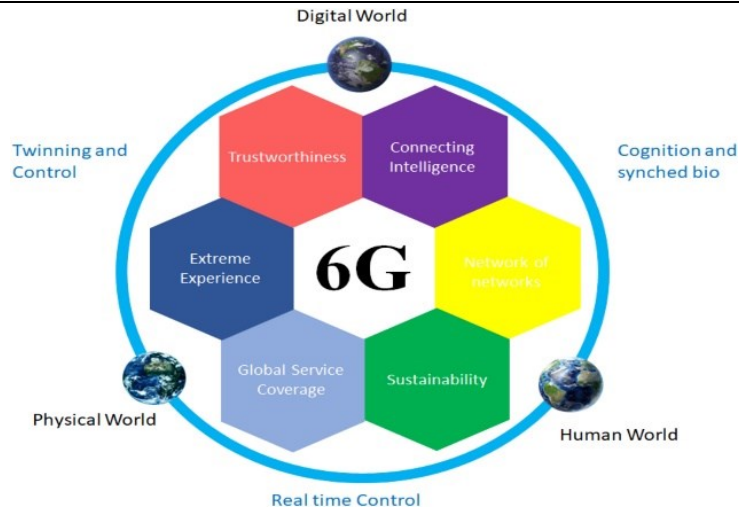 Digital World
Twinning and
Control
Cognition and
synched bio
Trustworthiness
Connecting
Intelligence
Extreme
Experience
6G
Network of
networks
Global Service
Coverage
Sustainability
Physical World
Human World
Real time Control